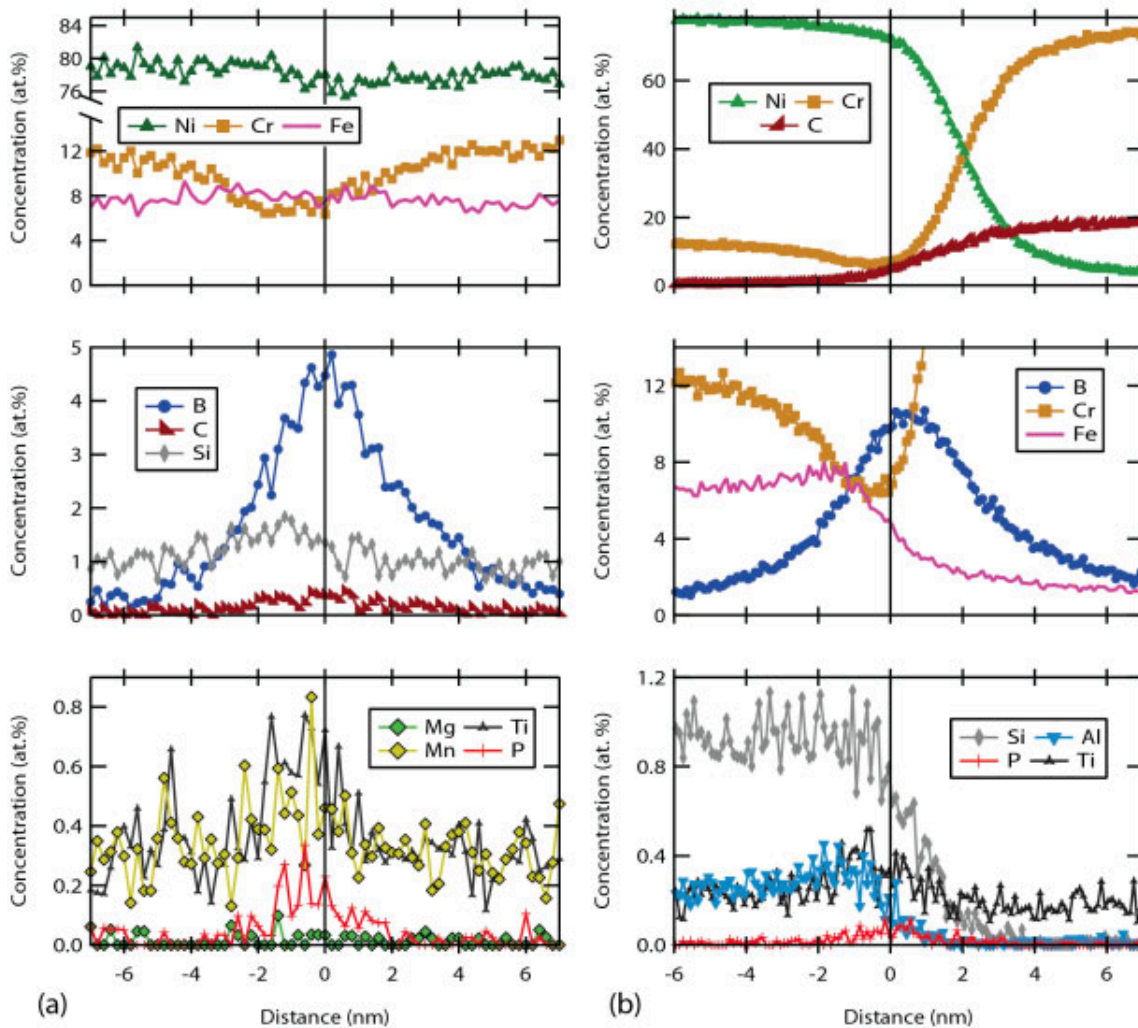 Concentration (at.%)
84
80
76
12
8
4
0
Ni Cr Fe
Concentration (at.%)
5
4
3
2
1
0
B
C
Si
Concentration (at.%)
0.8
0.6
0.4
0.2
0.0
Mg Ti
Mn P
-6 -4 -2 0 2 4 6
Distance (nm)
(a)
Concentration (at. %)
60
40
20
0
Ni Cr
C
Concentration (at. %)
12
8
4
0
B
Cr
Fe
Concentration (at. %)
1.2
0.8
0.4
0.0
Si Al
P Ti
-6 -4 -2 0 2 4 6
Distance (nm)
(b)